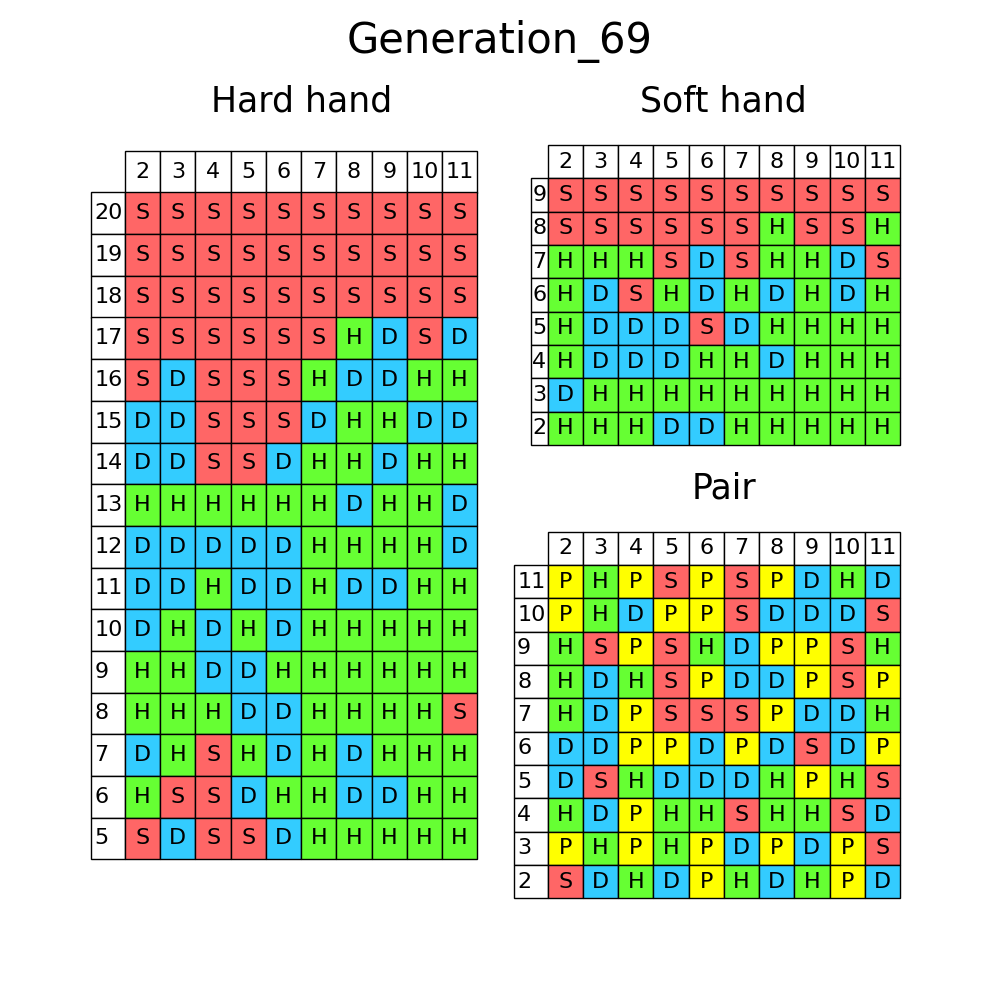 Generation_69
Hard hand
2 3 4 5 6 7 8 9 10 11
20 S S S S S S S S S S
19 S S S S S S S S S S
18 S S S S S S S S S S
17 S S S S S S H D S D
16 S D S S S H D D H H
15 D D S S S D H H D D
14 D D S S D H H D H H
13 H H H H H H D H H D
12 D D D D D H H H H D
11 D D H D D H D D H H
10 D H D H D H H H H H
9 H H D D H H H H H H
8 H H H D D H H H H S
7 D H S H D H D H H H
6 H S S D H H D D H H
5 S D S S D H H H H H
Soft hand
2 3 4 5 6 7 8 9 10 11
9 S S S S S S S S S S
8 S S S S S S H S S H
7 H H H S D S H H D S
6 H D S H D H D H D H
5 H D D D S D H H H H
4 H D D D H H D H H H
3 D H H H H H H H H H
2 H H H D D H H H H H
Pair
2 3 4 5 6 7 8 9 10 11
11 P H P S P S P D H D
10 P H D P P S D D D S
9 H S P S H D P P S H
8 H D H S P D D P S P
7 H D P S S S P D D H
6 D D P P D P D S D P
5 D S H D D D H P H S
4 H D P H H S H H S D
3 P H P H P D P D P S
2 S D H D P H D H P D